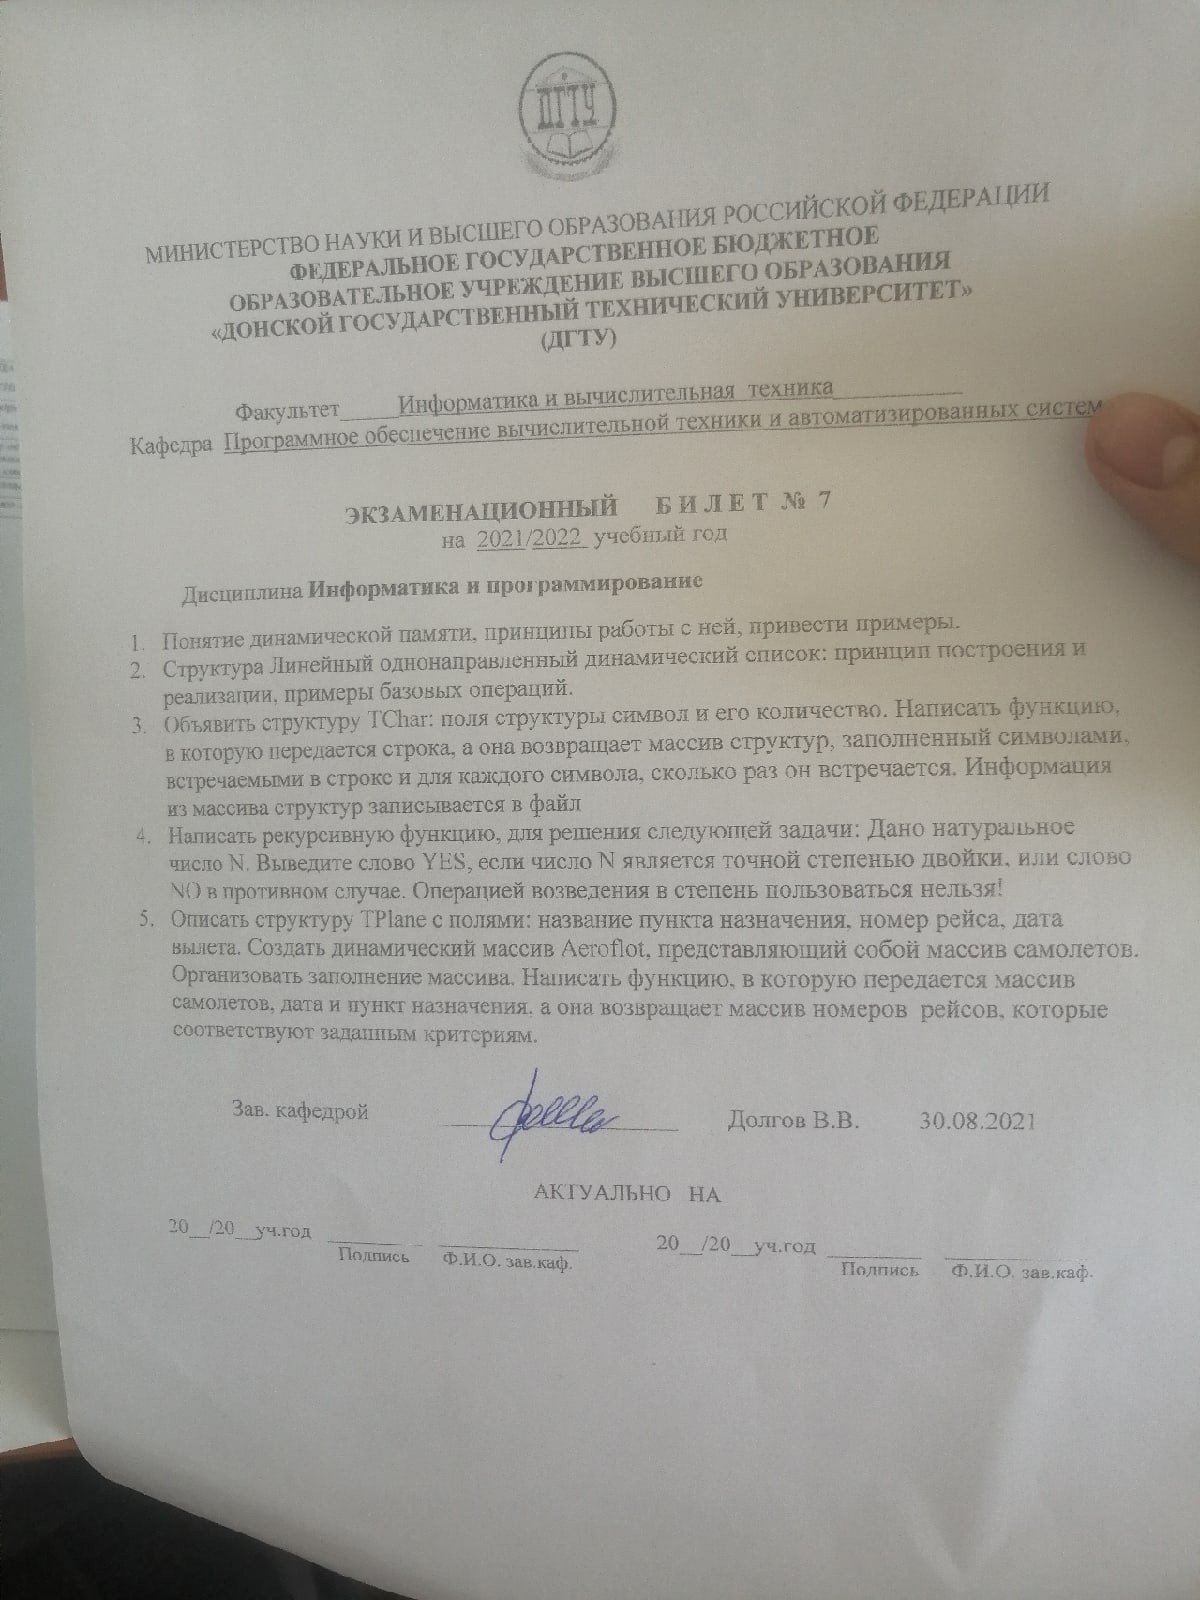 ДГТУ
МИНИСТЕРСТВО НАУКИ И ВЫСШЕГО ОБРАЗОВАНИЯ РОССИЙСКОЙ ФЕДЕРАЦИИ
ФЕДЕРАЛЬНОЕ ГОСУДАРСТВЕННОЕ БЮДЖЕТНОЕ
ОБРАЗОВАТЕЛЬНОЕ УЧРЕЖДЕНИЕ ВЫСШЕГО ОБРАЗОВАНИЯ
«ДОНСКОЙ ГОСУДАРСТВЕННЫЙ ТЕХНИЧЕСКИЙ УНИВЕРСИТЕТ»
(ДГТУ)
Факультет Информатика и вычислительная техника
Кафедра Программное обеспечение вычислительной техники и автоматизированных систем
ЭКЗАМЕНАЦИОННЫЙ БИЛЕТ № 7
на 2021/2022 учебный год
Дисциплина Информатика и программирование
1. Понятие динамической памяти, принципы работы с ней, привести примеры.
2. Структура Линейный однонаправленный динамический список: принцип построения и
реализации, примеры базовых операций.
3. Объявить структуру TChar: поля структуры символ и его количество. Написать функцию,
в которую передается строка, а она возвращает массив структур, заполненный символами,
встречаемыми в строке и для каждого символа, сколько раз он встречается. Информация
из массива структур записывается в файл
4. Написать рекурсивную функцию, для решения следующей задачи: Дано натуральное
число N. Выведите слово YES, если число N является точной степенью двойки, или слово
NO в противном случае. Операцией возведения в степень пользоваться нельзя!
5. Описать структуру TPlane с полями: название пункта назначения, номер рейса, дата
вылета. Создать динамический массив Aeroflot, представляющий собой массив самолетов.
Организовать заполнение массива. Написать функцию, в которую передается массив
самолетов, дата и пункт назначения, а она возвращает массив номеров рейсов, которые
соответствуют заданным критериям.
Зав. кафедрой Долгов В.В. 30.08.2021
АКТУАЛЬНО НА
20__/20__уч.год 20__/20__уч.год
Подпись Ф.И.О. зав.каф. Подпись Ф.И.О. зав.каф.